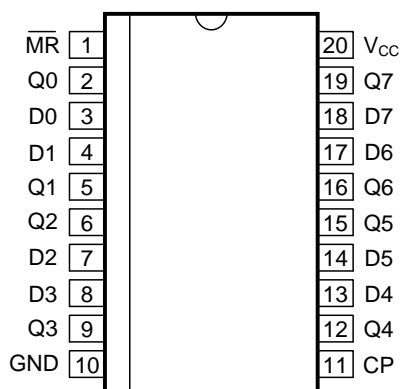 M̅R̅ 1 20 V_CC
Q0 2 19 Q7
D0 3 18 D7
D1 4 17 D6
Q1 5 16 Q6
Q2 6 15 Q5
D2 7 14 D5
D3 8 13 D4
Q3 9 12 Q4
GND 10 11 CP